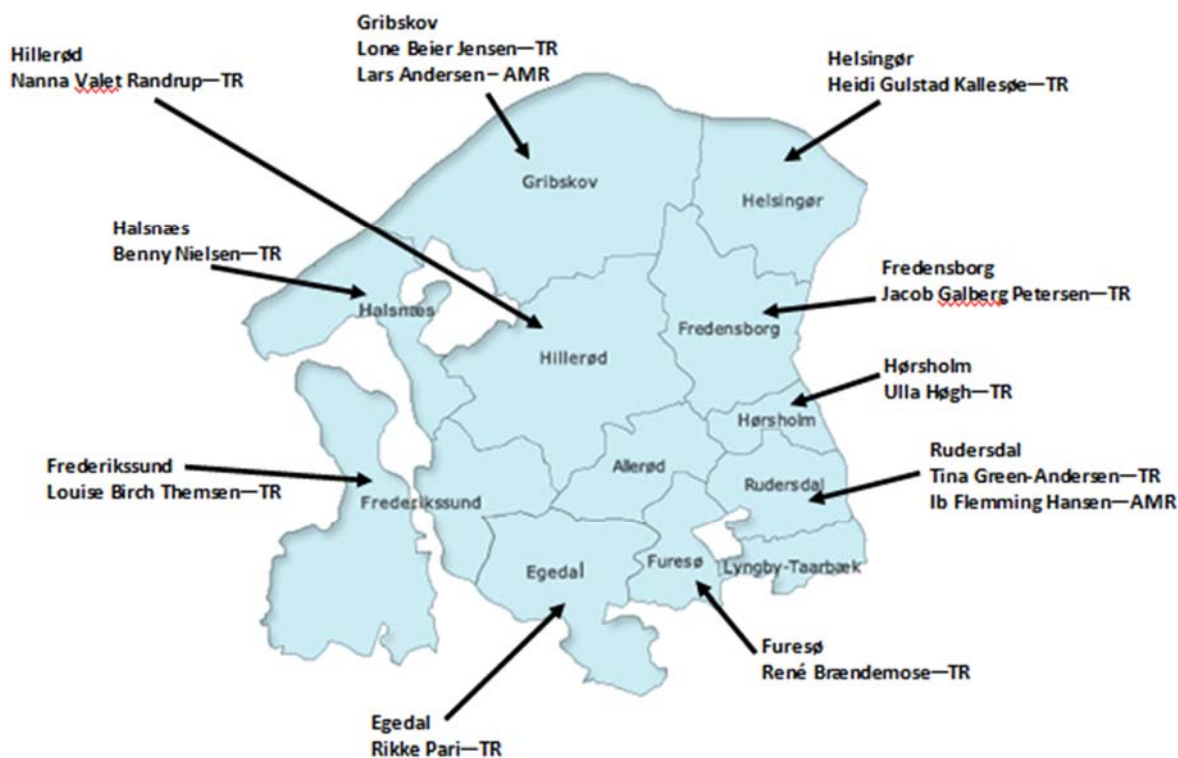 Gribskov
Lone Beier Jensen—TR
Lars Andersen– AMR
Hillerød
Nanna Valet Randrup—TR
Helsingør
Heidi Gulstad Kallesøe—TR
Gribskov
Helsingør
Halsnæs
Benny Nielsen—TR
Fredensborg
Jacob Galberg Petersen—TR
Halsnæs
Fredensborg
Hillerød
Hørsholm
Ulla Høgh—TR
Hørsholm
Frederikssund
Louise Birch Themsen—TR
Allerød
Rudersdal
Rudersdal
Tina Green-Andersen—TR
Ib Flemming Hansen—AMR
Frederikssund
Egedal
Furesø
Lyngby-Taarbæk
Furesø
René Brændemose—TR
Egedal
Rikke Pari—TR